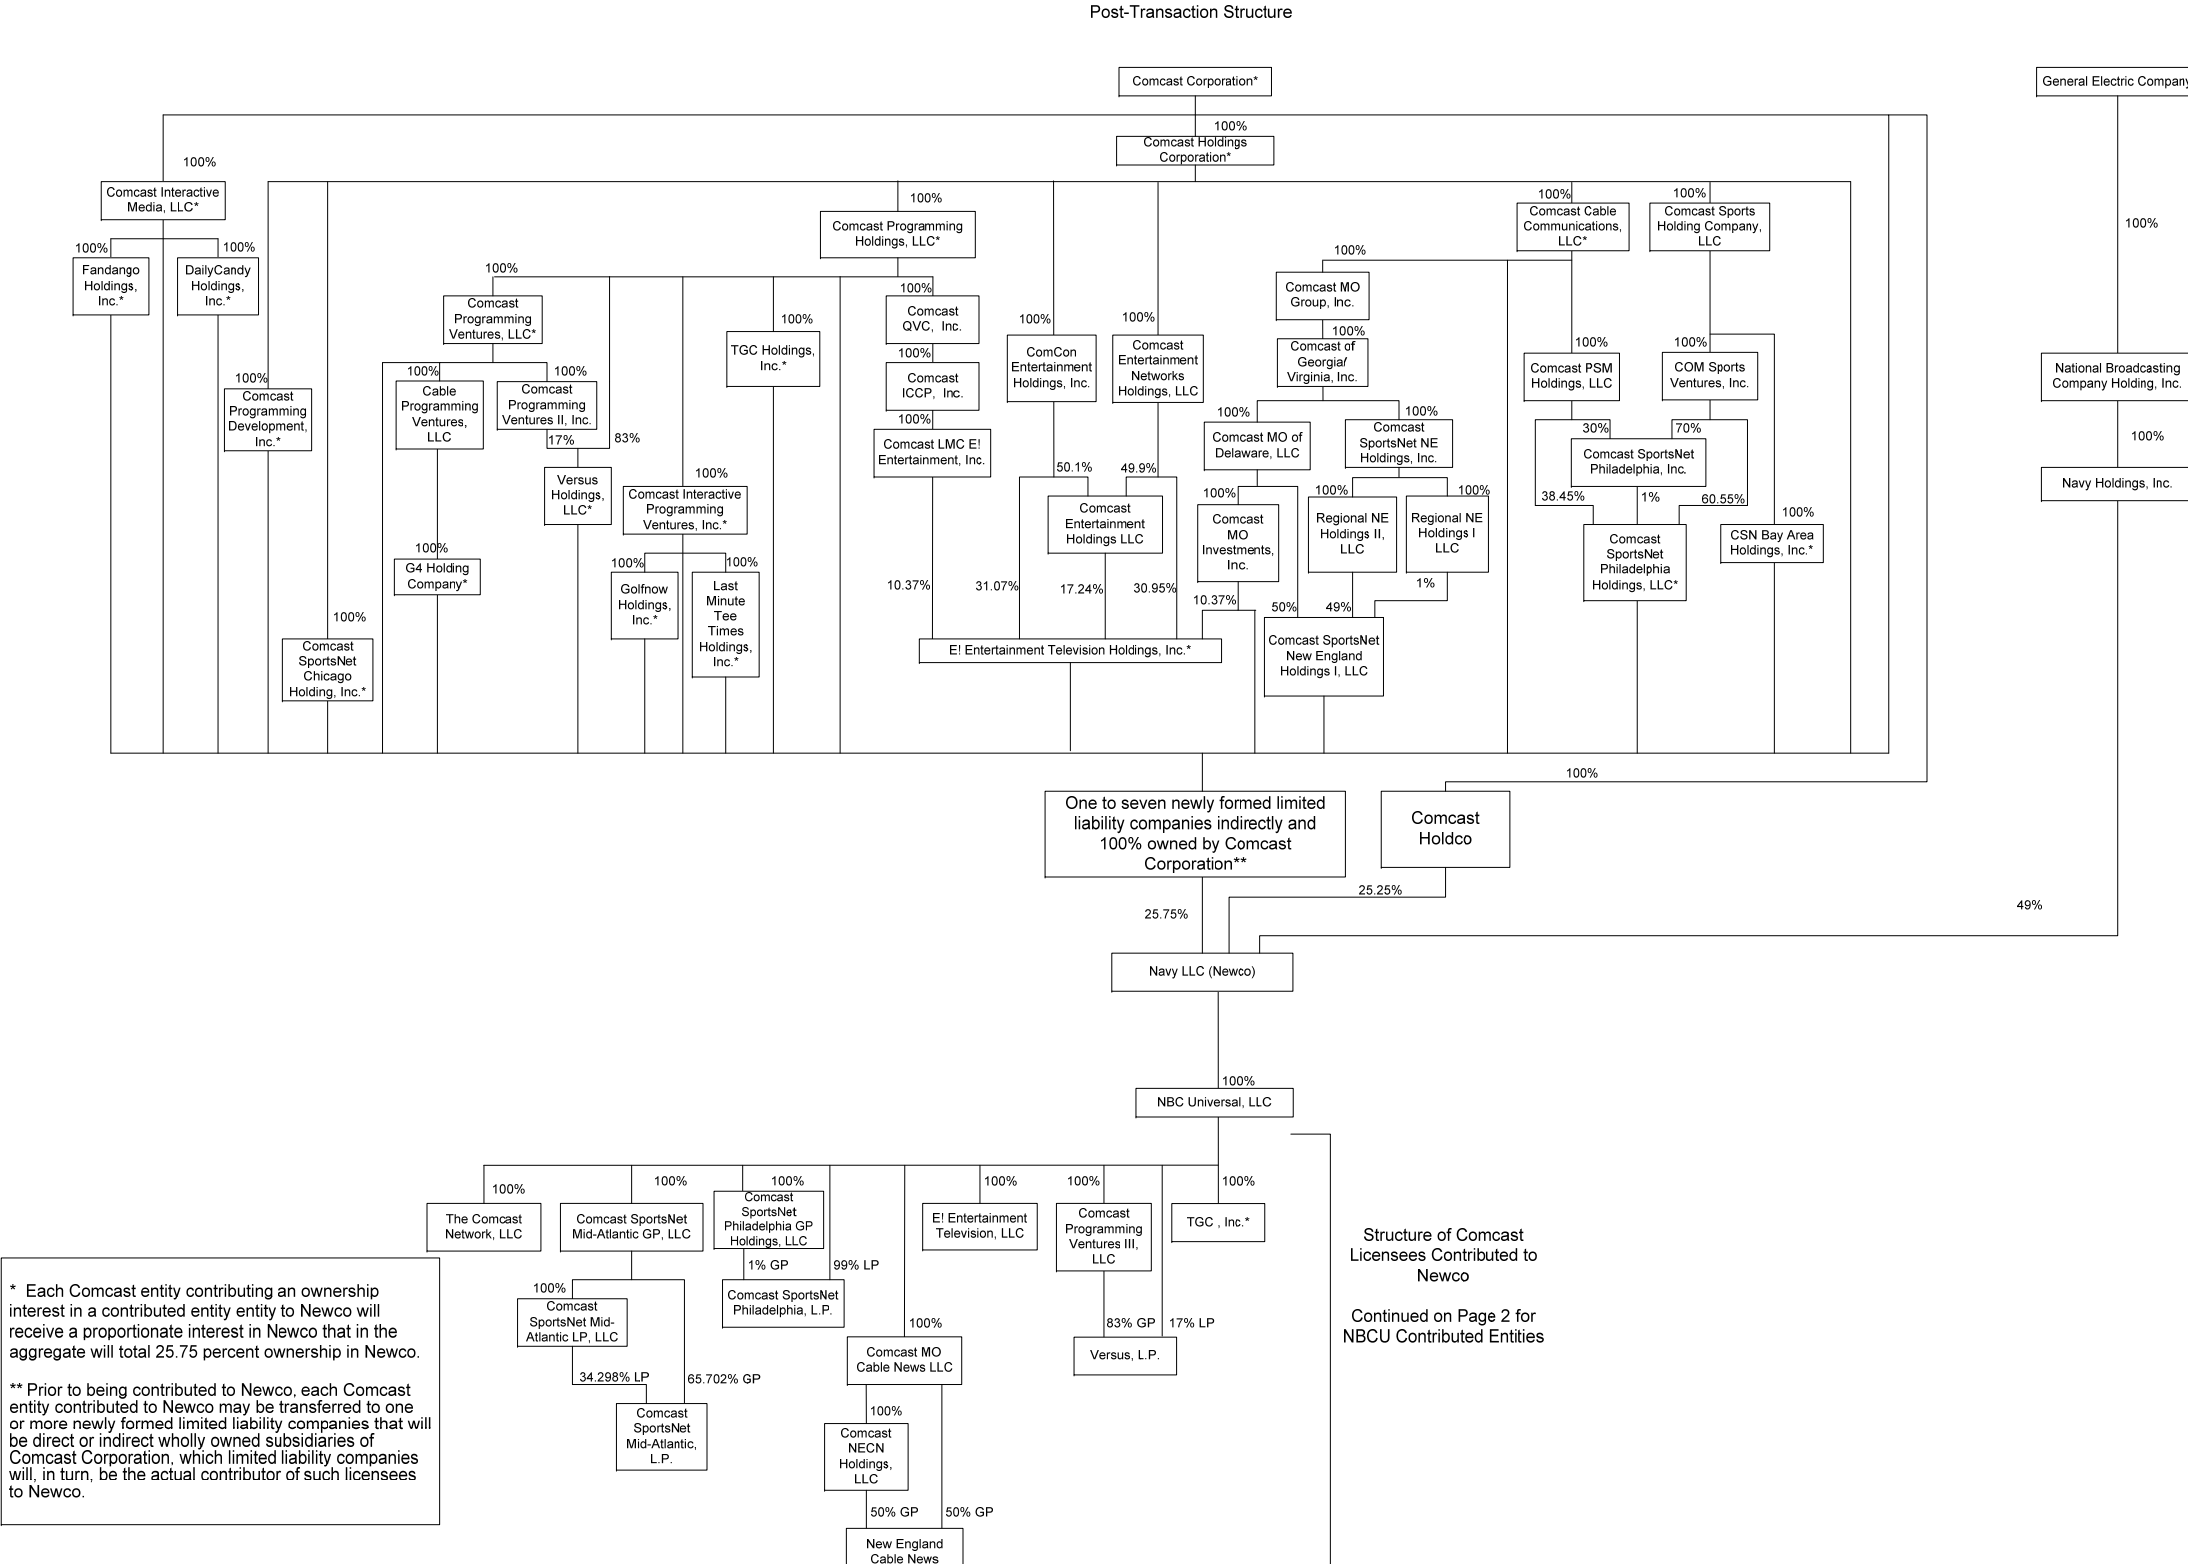 Post-Transaction Structure
Comcast Corporation*
General Electric Company
100%
Comcast Holdings
Corporation*
100%
Comcast Interactive
Media, LLC*
100%
Fandango
Holdings,
Inc.*
100%
DailyCandy
Holdings,
Inc.*
100%
Comcast
Programming
Development,
Inc.*
100%
Comcast
SportsNet
Chicago
Holding, Inc.*
100%
Comcast Programming
Holdings, LLC*
100%
Comcast
Programming
Ventures, LLC*
100%
Cable
Programming
Ventures,
LLC
100%
Comcast
Programming
Ventures II, Inc.
17%
83%
Versus
Holdings,
LLC*
100%
G4 Holding
Company*
100%
Comcast Interactive
Programming
Ventures, Inc.*
100%
Golfnow
Holdings,
Inc.*
100%
Last
Minute
Tee
Times
Holdings,
Inc.*
100%
TGC Holdings,
Inc.*
100%
Comcast
QVC, Inc.
100%
Comcast
ICCP, Inc.
100%
Comcast LMC E!
Entertainment, Inc.
100%
ComCon
Entertainment
Holdings, Inc.
100%
Comcast
Entertainment
Networks
Holdings, LLC
50.1%
49.9%
Comcast
Entertainment
Holdings LLC
10.37%
31.07%
17.24%
30.95%
10.37%
E! Entertainment Television Holdings, Inc.*
100%
Comcast Cable
Communications,
LLC*
100%
Comcast MO
Group, Inc.
100%
Comcast of
Georgia/
Virginia, Inc.
100%
Comcast MO of
Delaware, LLC
100%
Comcast
SportsNet NE
Holdings, Inc.
100%
Comcast
MO
Investments,
Inc.
100%
Regional NE
Holdings II,
LLC
100%
Regional NE
Holdings I
LLC
50%
49%
1%
Comcast SportsNet
New England
Holdings I, LLC
100%
Comcast PSM
Holdings, LLC
100%
Comcast Sports
Holding Company,
LLC
100%
COM Sports
Ventures, Inc.
30%
70%
Comcast SportsNet
Philadelphia, Inc.
38.45%
1%
60.55%
Comcast
SportsNet
Philadelphia
Holdings, LLC*
100%
CSN Bay Area
Holdings, Inc.*
100%
National Broadcasting
Company Holding, Inc.
100%
Navy Holdings, Inc.
100%
One to seven newly formed limited
liability companies indirectly and
100% owned by Comcast
Corporation**
Comcast
Holdco
25.75%
25.25%
49%
Navy LLC (Newco)
100%
NBC Universal, LLC
100%
The Comcast
Network, LLC
100%
Comcast SportsNet
Mid-Atlantic GP, LLC
100%
Comcast
SportsNet
Philadelphia GP
Holdings, LLC
100%
E! Entertainment
Television, LLC
100%
Comcast
Programming
Ventures III,
LLC
100%
TGC , Inc.*
100%
Comcast
SportsNet Mid-
Atlantic LP, LLC
34.298% LP
65.702% GP
Comcast
SportsNet
Mid-Atlantic,
L.P.
1% GP
99% LP
Comcast SportsNet
Philadelphia, L.P.
100%
Comcast MO
Cable News LLC
100%
Comcast
NECN
Holdings,
LLC
50% GP
50% GP
New England
Cable News
83% GP
17% LP
Versus, L.P.
Structure of Comcast
Licensees Contributed to
Newco
Continued on Page 2 for
NBCU Contributed Entities
* Each Comcast entity contributing an ownership
interest in a contributed entity entity to Newco will
receive a proportionate interest in Newco that in the
aggregate will total 25.75 percent ownership in Newco.
** Prior to being contributed to Newco, each Comcast
entity contributed to Newco may be transferred to one
or more newly formed limited liability companies that will
be direct or indirect wholly owned subsidiaries of
Comcast Corporation, which limited liability companies
will, in turn, be the actual contributor of such licensees
to Newco.